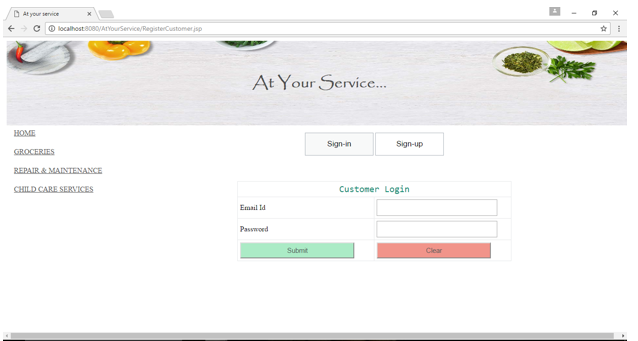 At your service
localhost:8080/AtYourService/RegisterCustomer.jsp
At Your Service...
HOME
GROCERIES
REPAIR & MAINTENANCE
CHILD CARE SERVICES
Sign-in Sign-up
Customer Login
Email Id
Password
Submit Clear